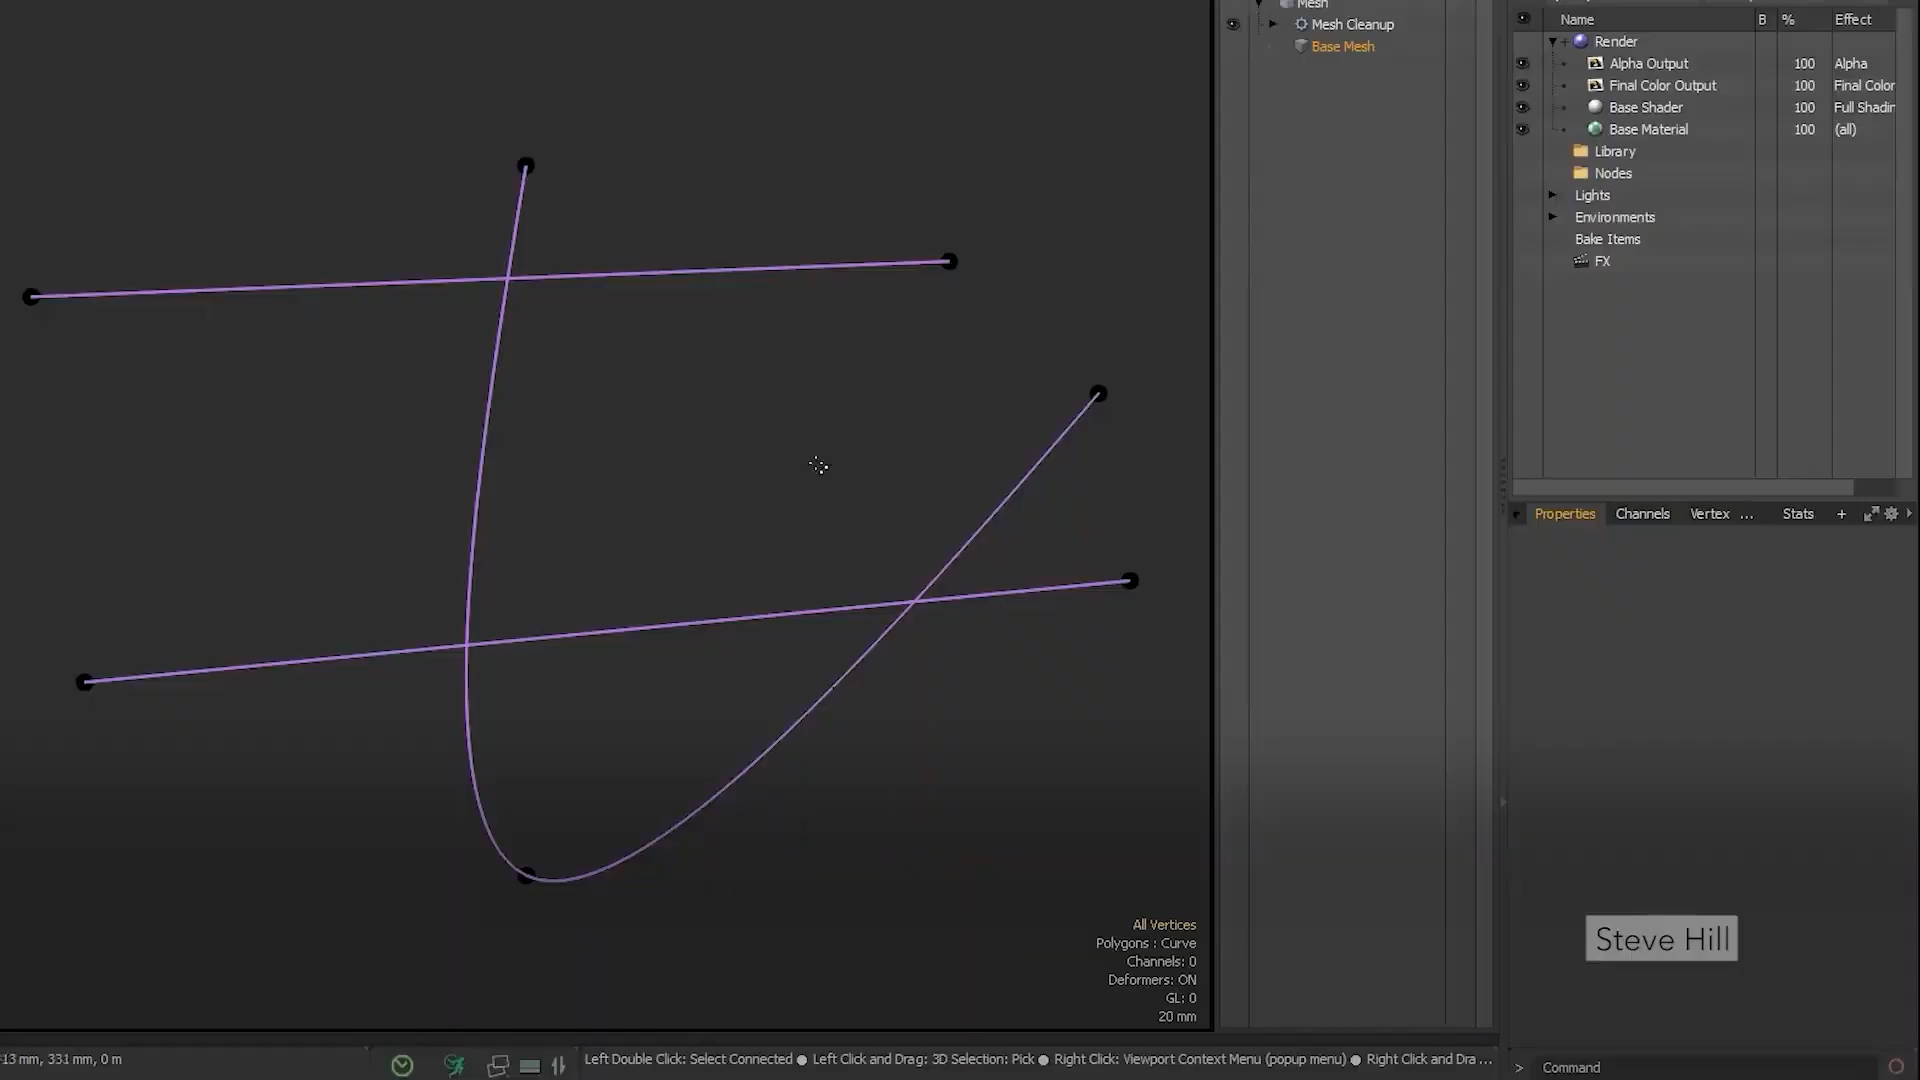 Mesh
Mesh Cleanup
Base Mesh
Name B % Effect
Render
Alpha Output 100 Alpha
Final Color Output 100 Final Color
Base Shader 100 Full Shadin
Base Material 100 (all)
Library
Nodes
Lights
Environments
Bake Items
FX
Properties Channels Vertex ... Stats +
All Vertices
Polygons : Curve
Channels: 0
Deformers: ON
GL: 0
20 mm
Steve Hill
13 mm, 331 mm, 0 m
Left Double Click: Select Connected ● Left Click and Drag: 3D Selection: Pick ● Right Click: Viewport Context Menu (popup menu) ● Right Click and Dra ...
> Command